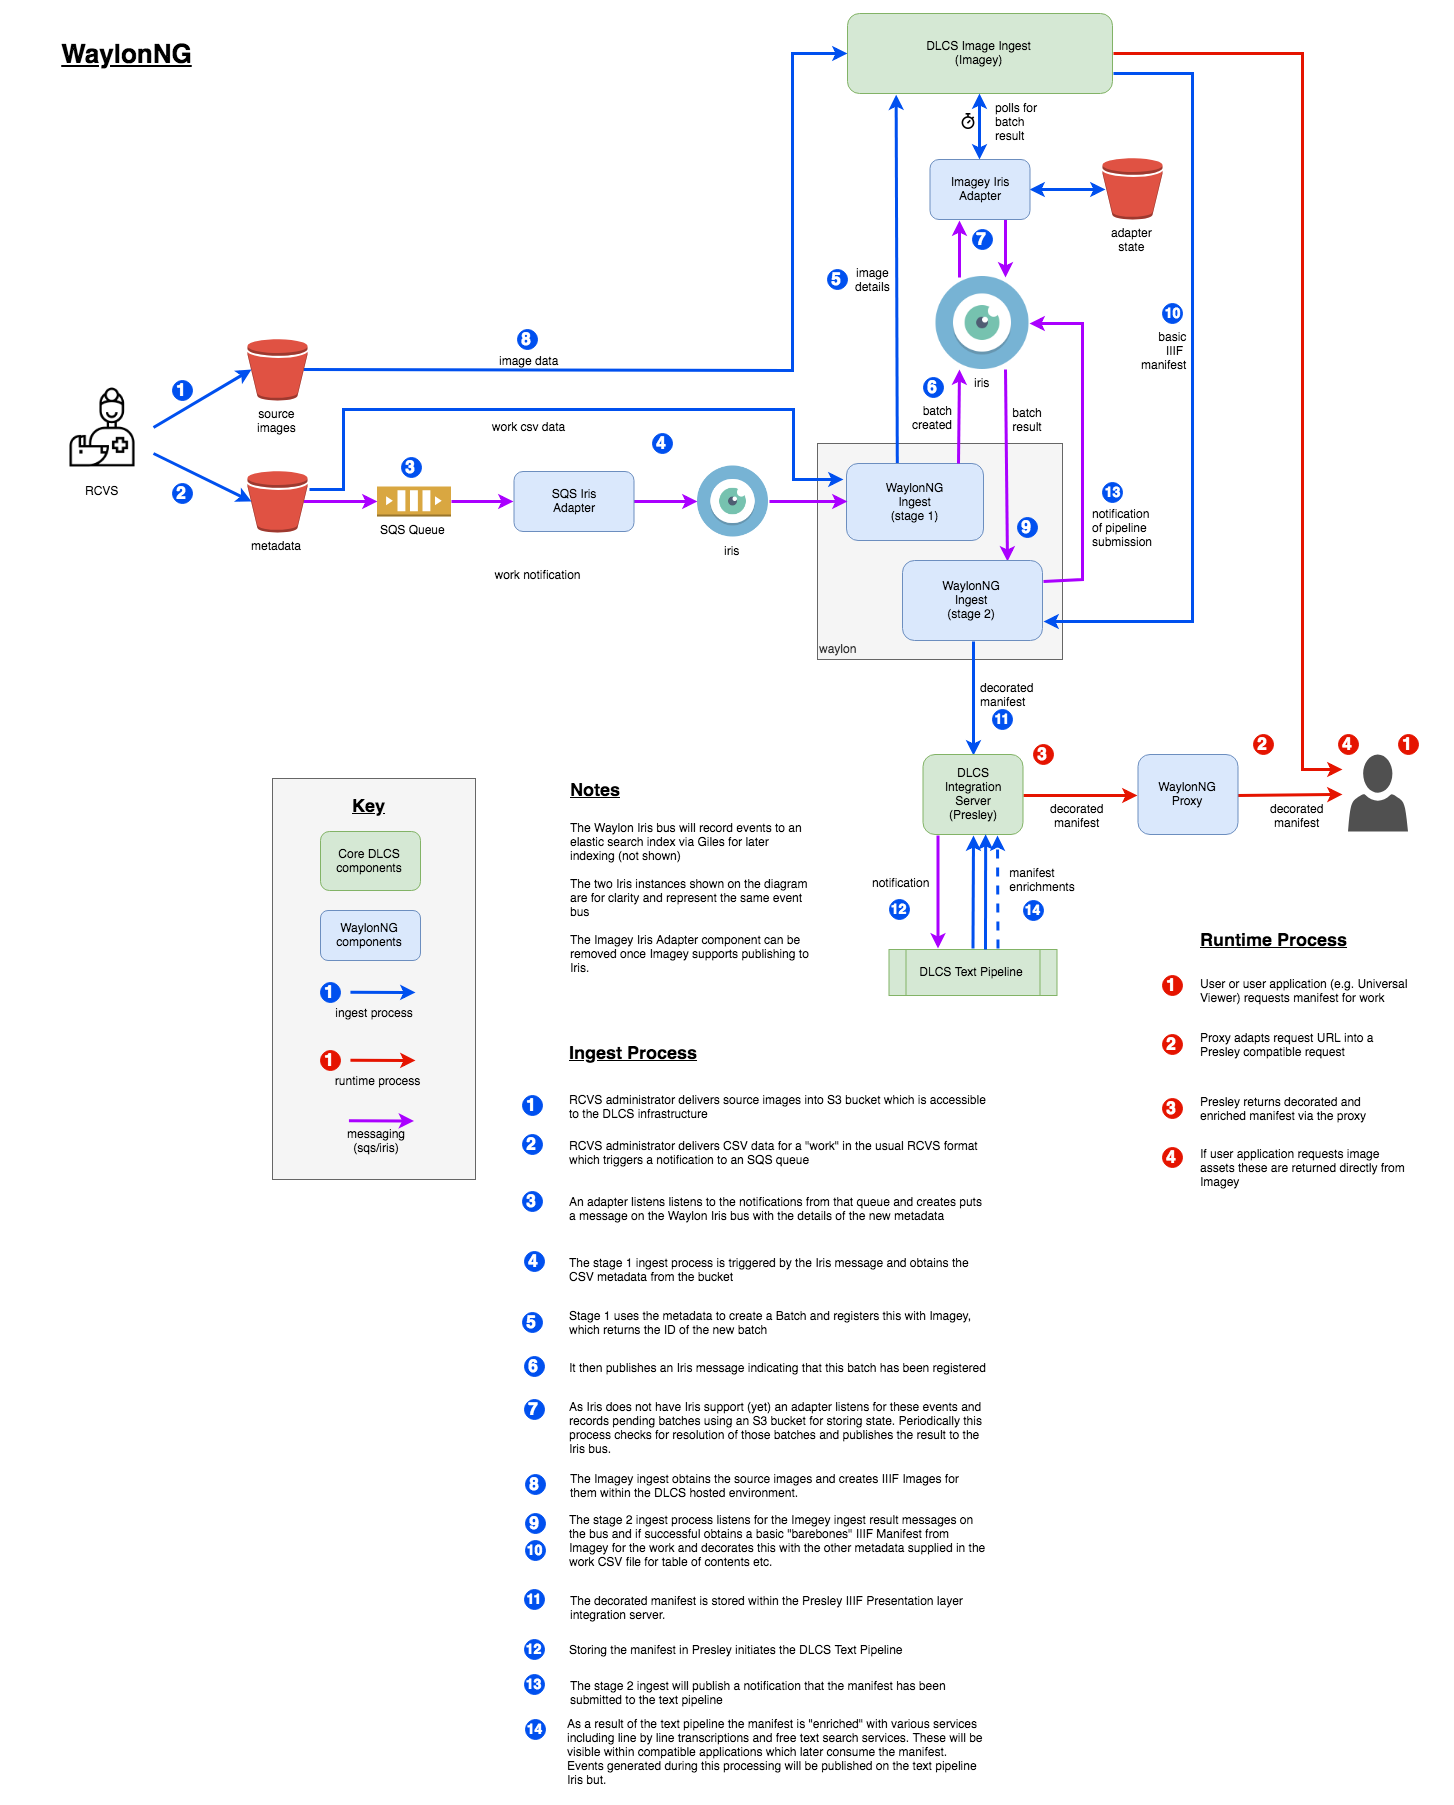 WaylonNG
DLCS Image Ingest
(Imagey)
polls for
batch
result
Imagey Iris
Adapter
adapter
state
7
5
image
details
10
basic
IIIF
manifest
8
image data
1
source
images
iris
6
batch
created
batch
result
work csv data
4
RCVS
2
metadata
3
SQS Queue
SQS Iris
Adapter
iris
work notification
WaylonNG
Ingest
(stage 1)
9
13
notification
of pipeline
submission
WaylonNG
Ingest
(stage 2)
waylon
decorated
manifest
11
DLCS
Integration
Server
(Presley)
3
decorated
manifest
WaylonNG
Proxy
2
decorated
manifest
4
1
notification
12
manifest
enrichments
14
DLCS Text Pipeline
Key
Core DLCS
components
WaylonNG
components
1
ingest process
1
runtime process
messaging
(sqs/iris)
Notes
The Waylon Iris bus will record events to an
elastic search index via Giles for later
indexing (not shown)
The two Iris instances shown on the diagram
are for clarity and represent the same event
bus
The Imagey Iris Adapter component can be
removed once Imagey supports publishing to
Iris.
Runtime Process
1
User or user application (e.g. Universal
Viewer) requests manifest for work
2
Proxy adapts request URL into a
Presley compatible request
3
Presley returns decorated and
enriched manifest via the proxy
4
If user application requests image
assets these are returned directly from
Imagey
Ingest Process
1
RCVS administrator delivers source images into S3 bucket which is accessible
to the DLCS infrastructure
2
RCVS administrator delivers CSV data for a "work" in the usual RCVS format
which triggers a notification to an SQS queue
3
An adapter listens listens to the notifications from that queue and creates puts
a message on the Waylon Iris bus with the details of the new metadata
4
The stage 1 ingest process is triggered by the Iris message and obtains the
CSV metadata from the bucket
5
Stage 1 uses the metadata to create a Batch and registers this with Imagey,
which returns the ID of the new batch
6
It then publishes an Iris message indicating that this batch has been registered
7
As Iris does not have Iris support (yet) an adapter listens for these events and
records pending batches using an S3 bucket for storing state. Periodically this
process checks for resolution of those batches and publishes the result to the
Iris bus.
8
The Imagey ingest obtains the source images and creates IIIF Images for
them within the DLCS hosted environment.
9
10
The stage 2 ingest process listens for the Imegey ingest result messages on
the bus and if successful obtains a basic "barebones" IIIF Manifest from
Imagey for the work and decorates this with the other metadata supplied in the
work CSV file for table of contents etc.
11
The decorated manifest is stored within the Presley IIIF Presentation layer
integration server.
12
Storing the manifest in Presley initiates the DLCS Text Pipeline
13
The stage 2 ingest will publish a notification that the manifest has been
submitted to the text pipeline
14
As a result of the text pipeline the manifest is "enriched" with various services
including line by line transcriptions and free text search services. These will be
visible within compatible applications which later consume the manifest.
Events generated during this processing will be published on the text pipeline
Iris but.